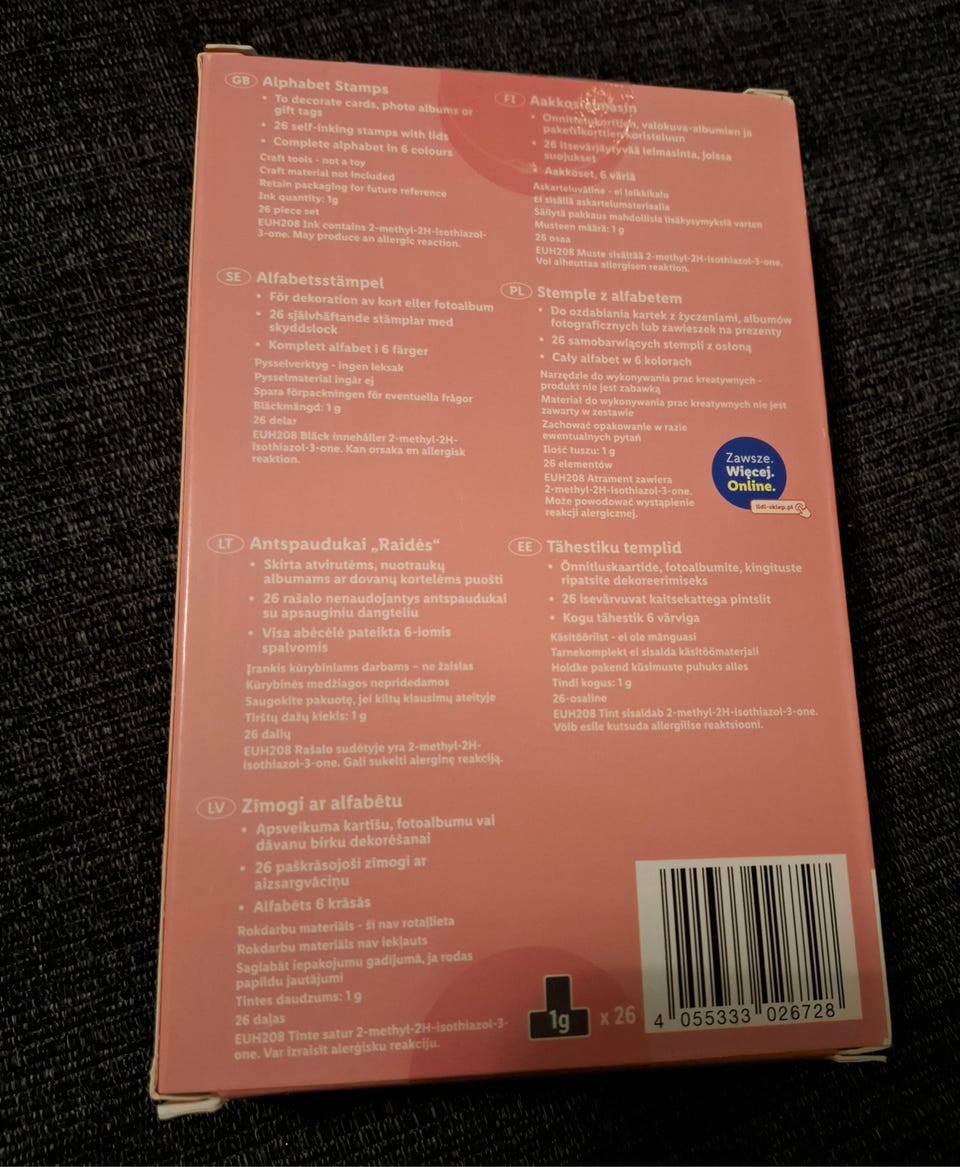 GB Alphabet Stamps
• To decorate cards, photo albums or
gift tags
• 26 self-inking stamps with lids
• Complete alphabet in 6 colours
Craft tools - not a toy
Craft material not included
Retain packaging for future reference
Ink quantity: 1g
26 piece set
EUH208 Ink contains 2-methyl-2H-isothiazol-
3-one. May produce an allergic reaction.
SE Alfabetsstämpel
• För dekoration av kort eller fotoalbum
• 26 självhäftande stämplar med
skyddslock
• Komplett alfabet i 6 färger
Pysselverktyg - ingen leksak
Pysselmaterial ingår ej
Spara förpackningen för eventuella frågor
Bläckmängd: 1 g
26 delar
EUH208 Bläck innehåller 2-methyl-2H-
isothiazol-3-one. Kan orsaka en allergisk
reaktion.
LT Antspaudukai „Raidės“
• Skirta atvirutėms, nuotraukų
albumams ar dovanų kortelėms puošti
• 26 rašalo nenaudojantys antspaudukai
su apsauginiu dangteliu
• Visa abėcėlė pateikta 6-iomis
spalvomis
Įrankis kūrybiniams darbams – ne žaislas
Kūrybinės medžiagos nepridedamos
Saugokite pakuotę, jei kiltų klausimų ateityje
Tirštų dažų kiekis: 1 g
26 dalių
EUH208 Rašalo sudėtyje yra 2-methyl-2H-
isothiazol-3-one. Gali sukelti alerginę reakciją.
LV Zīmogi ar alfabētu
• Apsveikuma kartīšu, fotoalbumu vai
dāvanu birku dekorēšanai
• 26 paškrāsojoši zīmogi ar
aizsargvāciņu
• Alfabēts 6 krāsās
Rokdarbu materiāls - šī nav rotaļlieta
Rokdarbu materiāls nav iekļauts
Saglabāt iepakojumu gadījumā, ja rodas
papildu jautājumi
Tintes daudzums: 1 g
26 daļas
EUH208 Tinte satur 2-methyl-2H-isothiazol-3-
one. Var izraisīt alerģisku reakciju.
FI Aakkosleimasin
• Onnittelukorttien, valokuva-albumien ja
pakettikorttien koristeluun
• 26 itsevärjäytyvää leimasinta, joissa
suojukset
• Aakkoset, 6 väriä
Askarteluväline - ei leikkikalu
Ei sisällä askartelumateriaalia
Säilytä pakkaus mahdollisia lisäkysymyksiä varten
Musteen määrä: 1 g
26 osaa
EUH208 Muste sisältää 2-methyl-2H-isothiazol-3-one.
Voi aiheuttaa allergisen reaktion.
PL Stemple z alfabetem
• Do ozdabiania kartek z życzeniami, albumów
fotograficznych lub zawieszek na prezenty
• 26 samobarwiących stempli z osłoną
• Cały alfabet w 6 kolorach
Narzędzie do wykonywania prac kreatywnych -
produkt nie jest zabawką
Materiał do wykonywania prac kreatywnych nie jest
zawarty w zestawie
Zachować opakowanie w razie
ewentualnych pytań
Ilość tuszu: 1 g
26 elementów
EUH208 Atrament zawiera
2-methyl-2H-isothiazol-3-one.
Może powodować wystąpienie
reakcji alergicznej.
Zawsze.
Więcej.
Online.
lidl-sklep.pl
EE Tähestiku templid
• Õnnitluskaartide, fotoalbumite, kingituste
ripatsite dekoreerimiseks
• 26 isevärvuvat kaitsekattega pintslit
• Kogu tähestik 6 värviga
Käsitööriist - ei ole mänguasi
Tarnekomplekt ei sisalda käsitöömaterjali
Hoidke pakend küsimuste puhuks alles
Tindi kogus: 1 g
26-osaline
EUH208 Tint sisaldab 2-methyl-2H-isothiazol-3-one.
Võib esile kutsuda allergilise reaktsiooni.
1g x 26
4 055333 026728